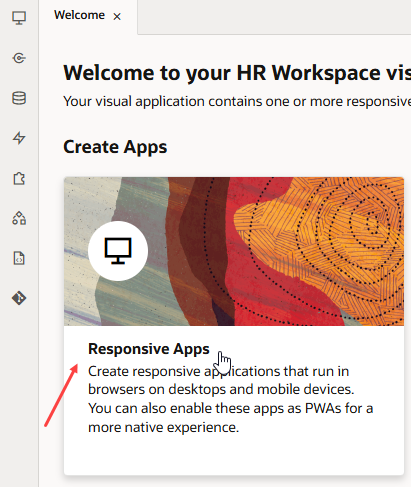 Welcome ×
Welcome to your HR Workspace vis
Your visual application contains one or more responsive
Create Apps
Responsive Apps
Create responsive applications that run in
browsers on desktops and mobile devices.
You can also enable these apps as PWAs for a
more native experience.